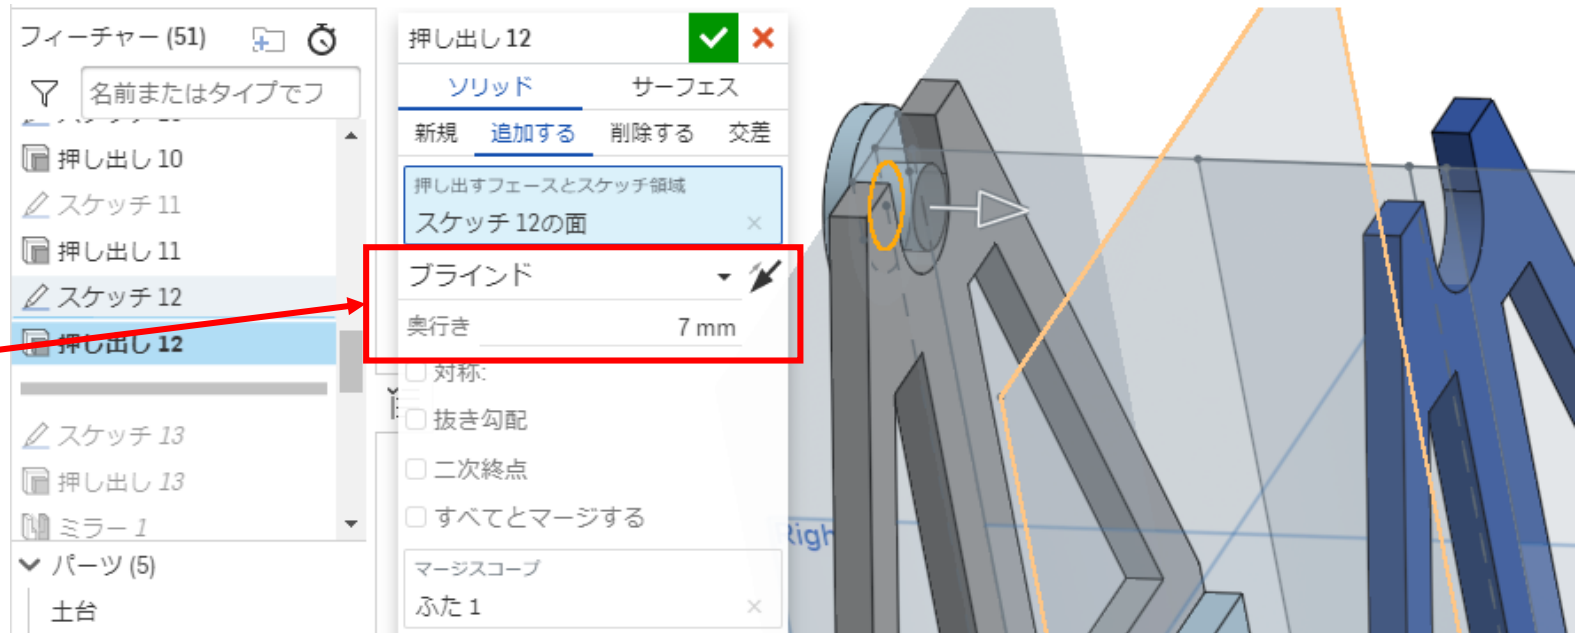 フィーチャー (51)
名前またはタイプでフ
押し出し 10
スケッチ 11
押し出し 11
スケッチ 12
押し出し 12
スケッチ 13
押し出し 13
ミラー 1
パーツ (5)
土台
押し出し 12
ソリッド サーフェス
新規 追加する 削除する 交差
押し出すフェースとスケッチ領域
スケッチ 12の面
ブラインド
奥行き 7 mm
対称:
抜き勾配
二次終点
すべてとマージする
マージスコープ
ふた 1
Righ